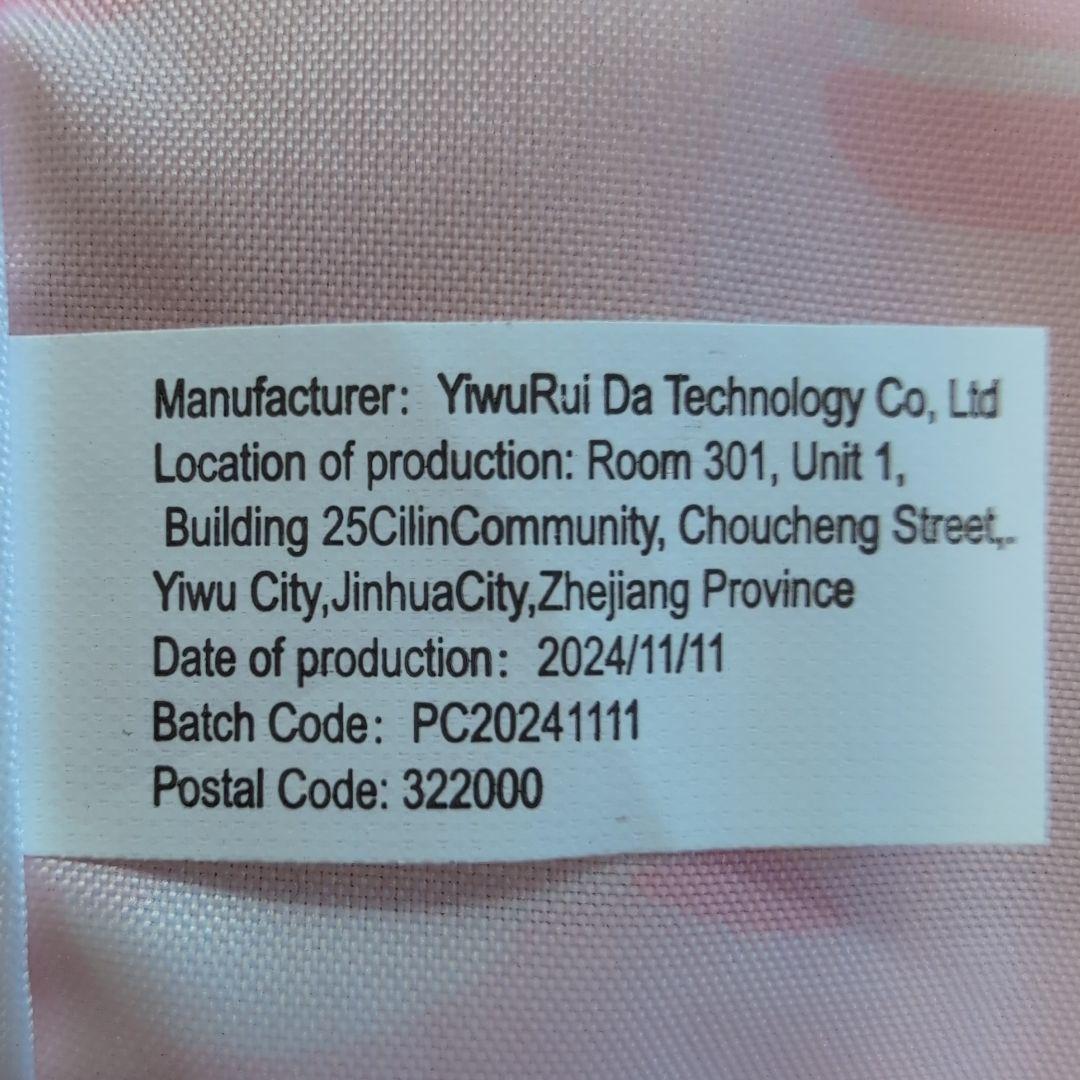 Manufacturer: YiwuRui Da Technology Co, Ltd
Location of production: Room 301, Unit 1,
Building 25CilinCommunity, Choucheng Street,.
Yiwu City,JinhuaCity,Zhejiang Province
Date of production: 2024/11/11
Batch Code: PC20241111
Postal Code: 322000